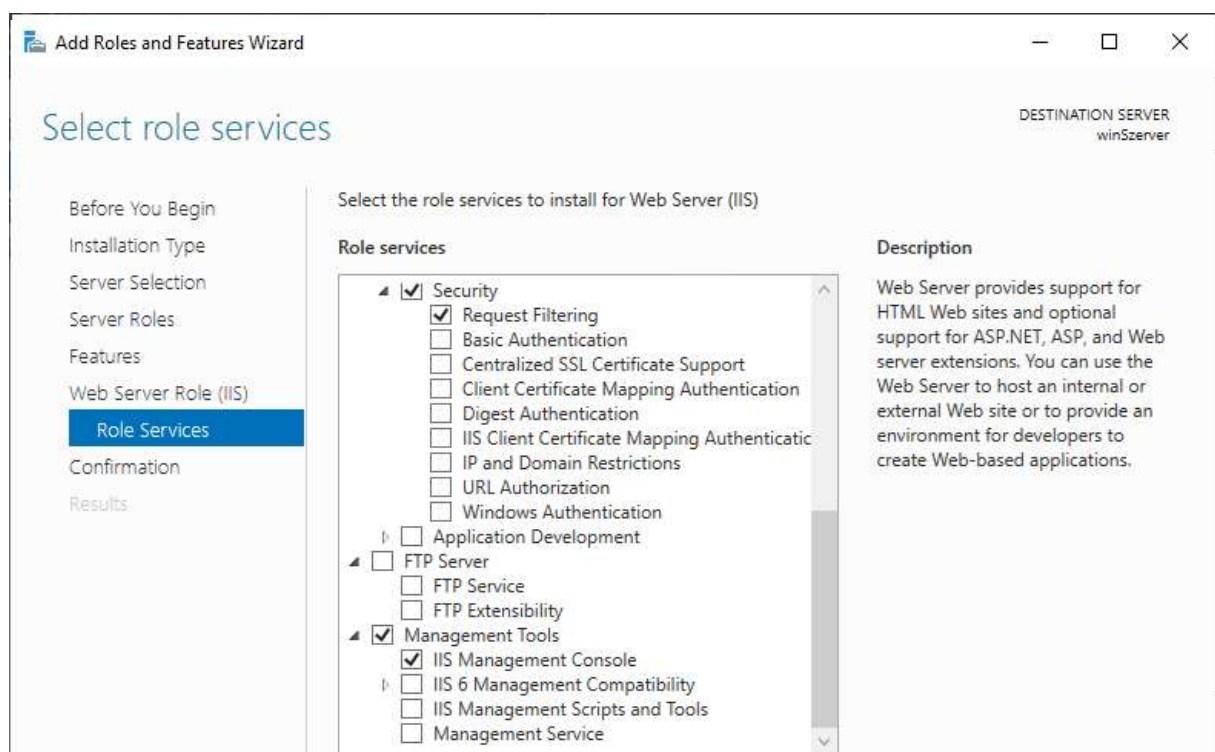 Add Roles and Features Wizard
Select role services
DESTINATION SERVER
winSzerver
Before You Begin
Installation Type
Server Selection
Server Roles
Features
Web Server Role (IIS)
Role Services
Confirmation
Results
Select the role services to install for Web Server (IIS)
Role services
Security
Request Filtering
Basic Authentication
Centralized SSL Certificate Support
Client Certificate Mapping Authentication
Digest Authentication
IIS Client Certificate Mapping Authenticatic
IP and Domain Restrictions
URL Authorization
Windows Authentication
Application Development
FTP Server
FTP Service
FTP Extensibility
Management Tools
IIS Management Console
IIS 6 Management Compatibility
IIS Management Scripts and Tools
Management Service
Description
Web Server provides support for
HTML Web sites and optional
support for ASP.NET, ASP, and Web
server extensions. You can use the
Web Server to host an internal or
external Web site or to provide an
environment for developers to
create Web-based applications.